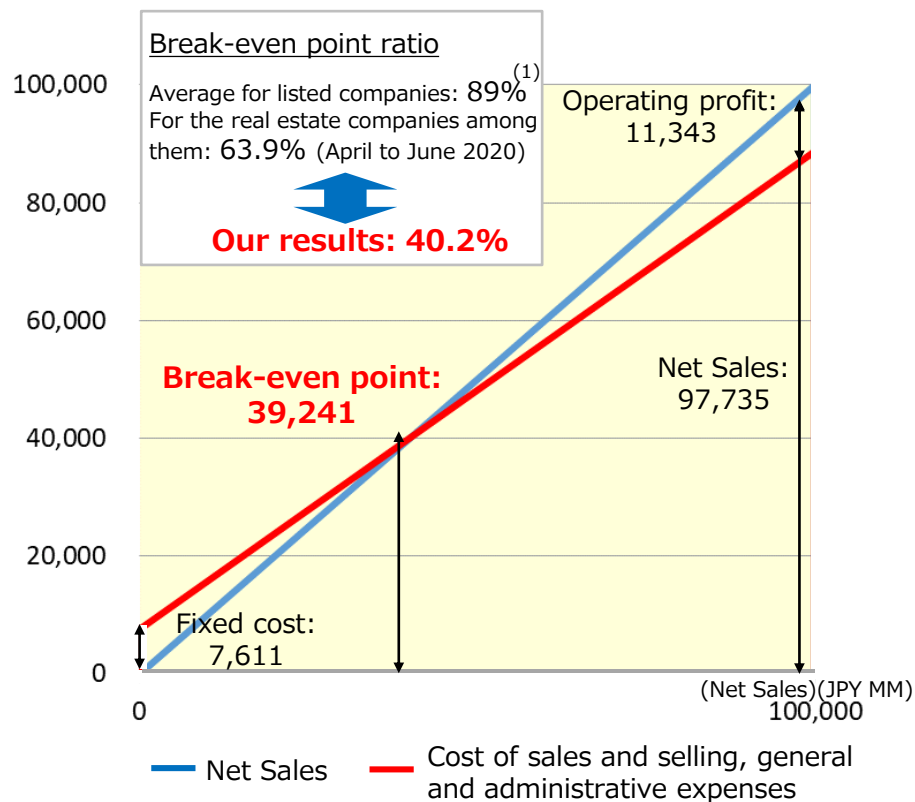 Break-even point ratio
Average for listed companies: 89%(1)
For the real estate companies among
them: 63.9% (April to June 2020)
Our results: 40.2%
100,000
80,000
60,000
40,000
20,000
0
Operating profit:
11,343
Net Sales:
97,735
Break-even point:
39,241
Fixed cost:
7,611
(Net Sales)(JPY MM)
0
100,000
Net Sales
Cost of sales and selling, general
and administrative expenses